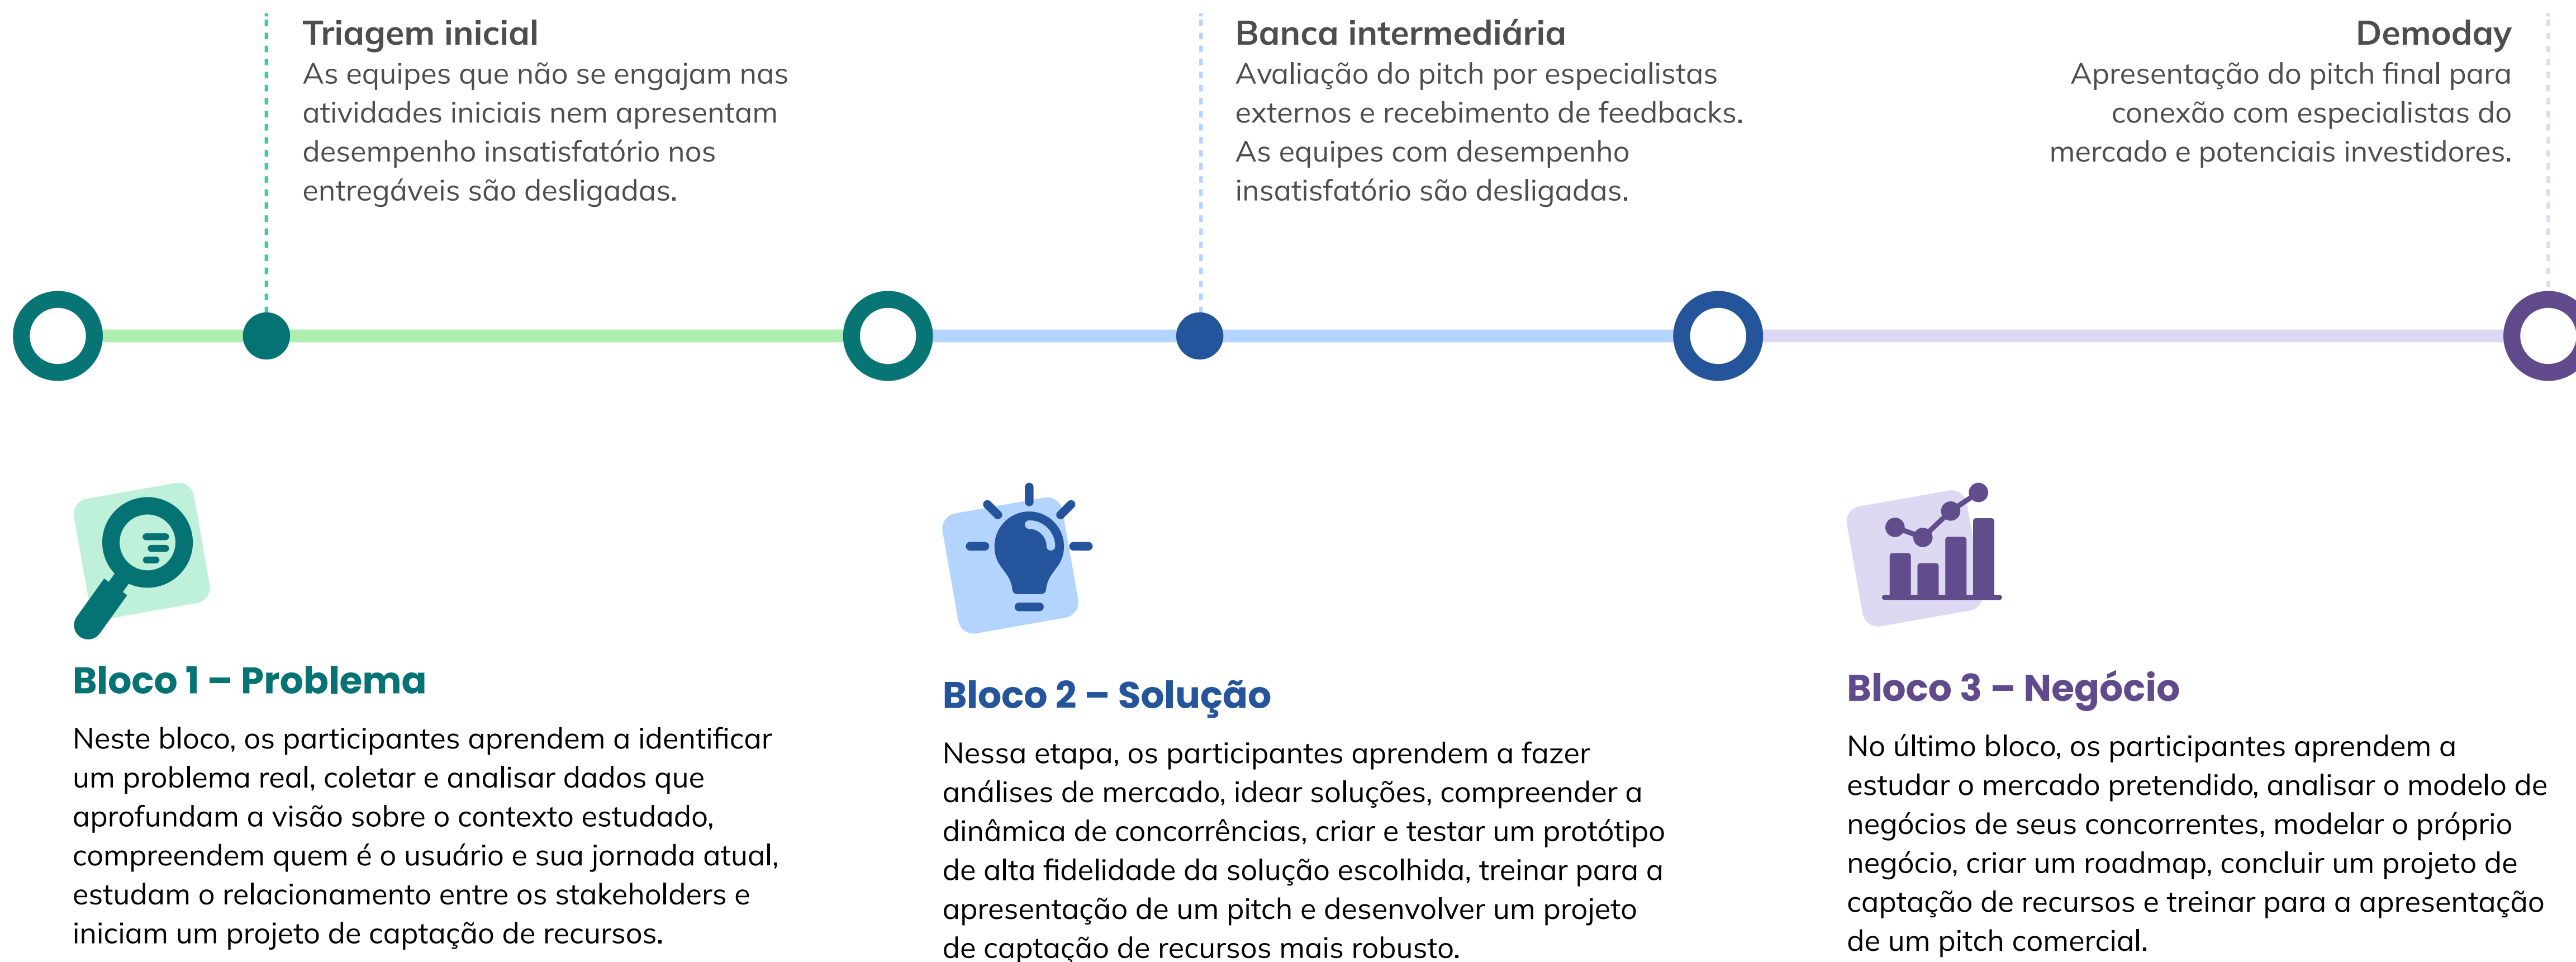 Triagem inicial
As equipes que não se engajam nas
atividades iniciais nem apresentam
desempenho insatisfatório nos
entregáveis são desligadas.
Banca intermediária
Avaliação do pitch por especialistas
externos e recebimento de feedbacks.
As equipes com desempenho
insatisfatório são desligadas.
Demoday
Apresentação do pitch final para
conexão com especialistas do
mercado e potenciais investidores.
Bloco 1 – Problema
Neste bloco, os participantes aprendem a identificar
um problema real, coletar e analisar dados que
aprofundam a visão sobre o contexto estudado,
compreendem quem é o usuário e sua jornada atual,
estudam o relacionamento entre os stakeholders e
iniciam um projeto de captação de recursos.
Bloco 2 – Solução
Nessa etapa, os participantes aprendem a fazer
análises de mercado, idear soluções, compreender a
dinâmica de concorrências, criar e testar um protótipo
de alta fidelidade da solução escolhida, treinar para a
apresentação de um pitch e desenvolver um projeto
de captação de recursos mais robusto.
Bloco 3 – Negócio
No último bloco, os participantes aprendem a
estudar o mercado pretendido, analisar o modelo de
negócios de seus concorrentes, modelar o próprio
negócio, criar um roadmap, concluir um projeto de
captação de recursos e treinar para a apresentação
de um pitch comercial.